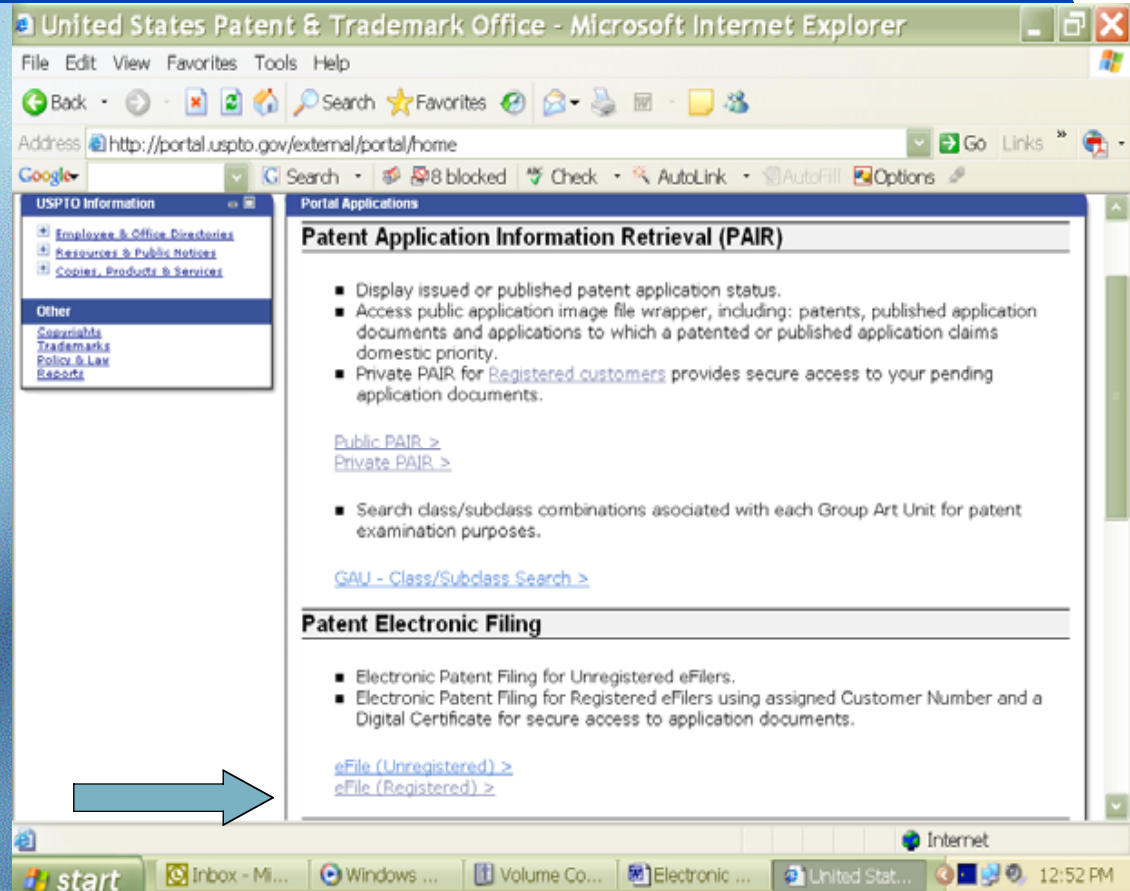 United States Patent & Trademark Office - Microsoft Internet Explorer
File Edit View Favorites Tools Help
Back Search Favorites
Address http://portal.uspto.gov/external/portal/home Go Links »
Google Search 8 blocked Check AutoLink AutoFill Options
USPTO Information
Employee & Office Directories
Resources & Public Notices
Copies, Products & Services
Other
Copyrights
Trademarks
Policy & Law
Reports
Portal Applications
Patent Application Information Retrieval (PAIR)
Display issued or published patent application status.
Access public application image file wrapper, including: patents, published application
documents and applications to which a patented or published application claims
domestic priority.
Private PAIR for Registered customers provides secure access to your pending
application documents.
Public PAIR >
Private PAIR >
Search class/subclass combinations asociated with each Group Art Unit for patent
examination purposes.
GAU - Class/Subclass Search >
Patent Electronic Filing
Electronic Patent Filing for Unregistered eFilers.
Electronic Patent Filing for Registered eFilers using assigned Customer Number and a
Digital Certificate for secure access to application documents.
eFile (Unregistered) >
eFile (Registered) >
Internet
start Inbox - Mi... Windows ... Volume Co... Electronic ... United Stat... 12:52 PM